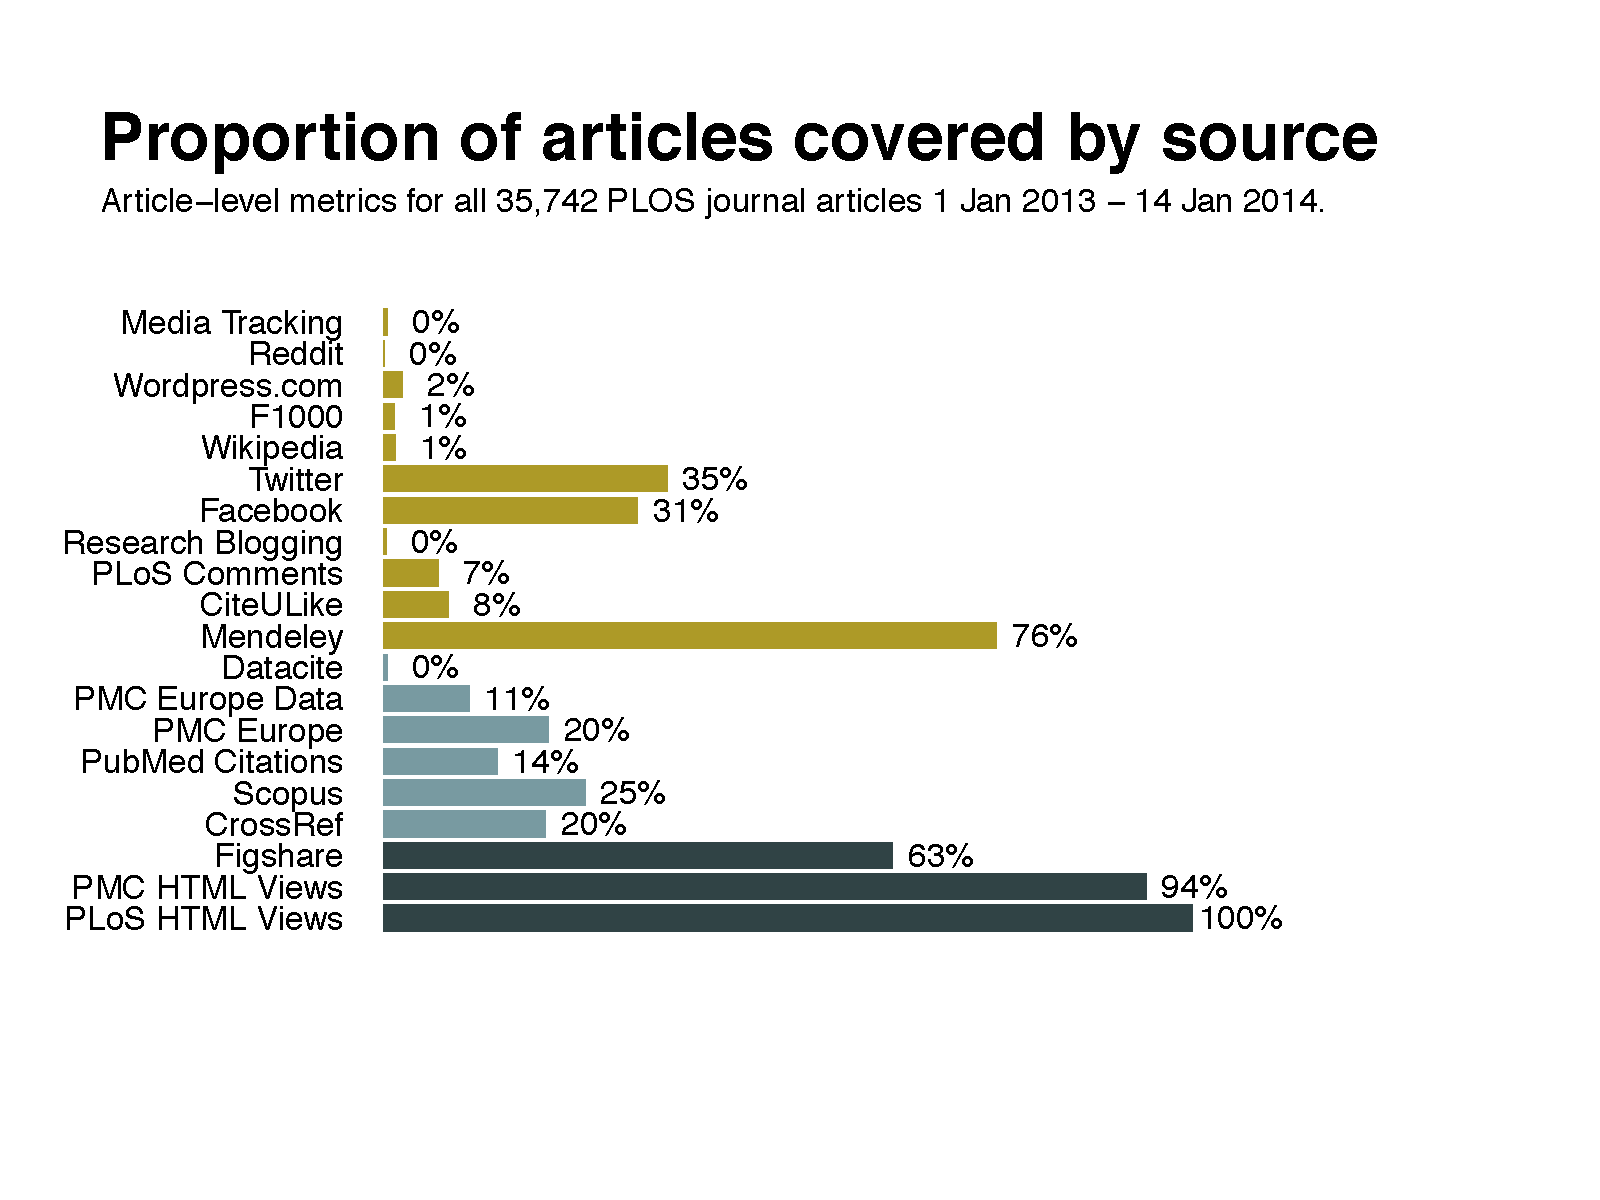 Proportion of articles covered by source
Article−level metrics for all 35,742 PLOS journal articles 1 Jan 2013 − 14 Jan 2014.
Media Tracking 0%
Reddit 0%
Wordpress.com 2%
F1000 1%
Wikipedia 1%
Twitter 35%
Facebook 31%
Research Blogging 0%
PLoS Comments 7%
CiteULike 8%
Mendeley 76%
Datacite 0%
PMC Europe Data 11%
PMC Europe 20%
PubMed Citations 14%
Scopus 25%
CrossRef 20%
Figshare 63%
PMC HTML Views 94%
PLoS HTML Views 100%